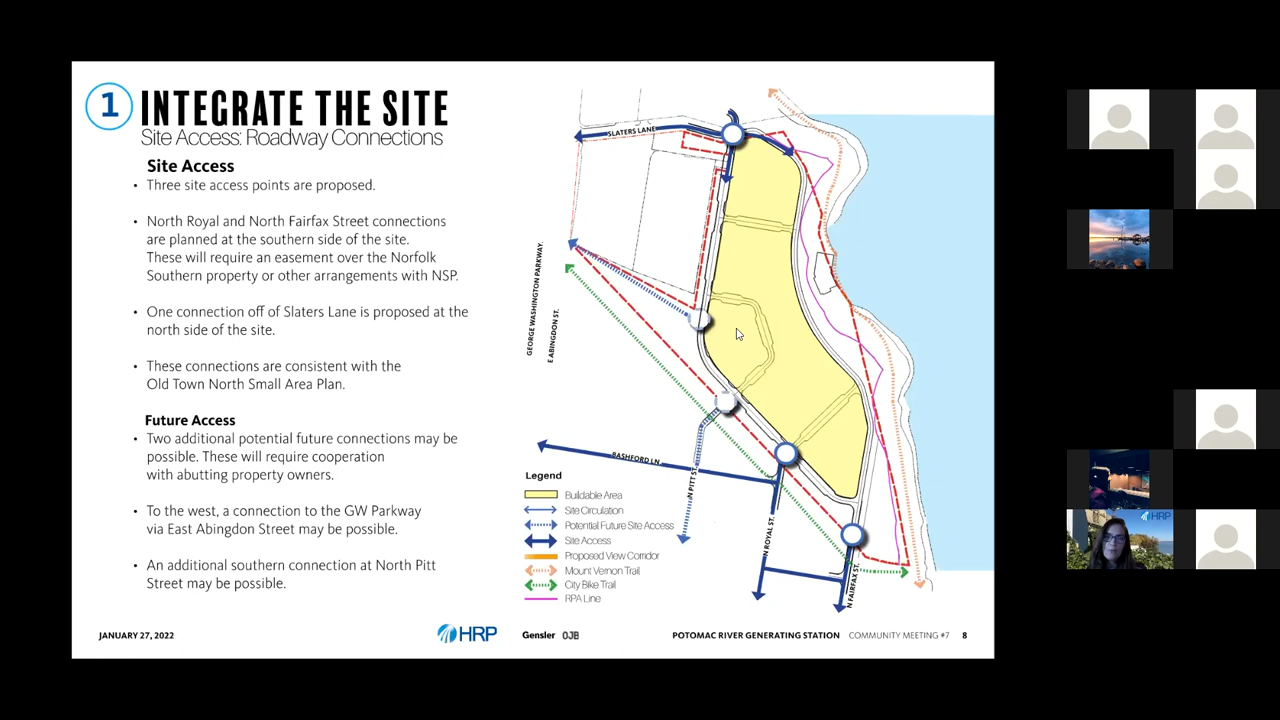 1 INTEGRATE THE SITE
Site Access: Roadway Connections
Site Access
• Three site access points are proposed.
• North Royal and North Fairfax Street connections
are planned at the southern side of the site.
These will require an easement over the Norfolk
Southern property or other arrangements with NSP.
• One connection off of Slaters Lane is proposed at the
north side of the site.
• These connections are consistent with the
Old Town North Small Area Plan.
Future Access
• Two additional potential future connections may be
possible. These will require cooperation
with abutting property owners.
• To the west, a connection to the GW Parkway
via East Abingdon Street may be possible.
• An additional southern connection at North Pitt
Street may be possible.
SLATERS LANE
GEORGE WASHINGTON PARKWAY.
E ABINGDON ST.
BASHFORD LN.
N PITT ST.
N ROYAL ST.
N FAIRFAX ST.
Legend
Buildable Area
Site Circulation
Potential Future Site Access
Site Access
Proposed View Corridor
Mount Vernon Trail
City Bike Trail
RPA Line
JANUARY 27, 2022
HRP
Gensler OJB
POTOMAC RIVER GENERATING STATION COMMUNITY MEETING #7 8
HRP